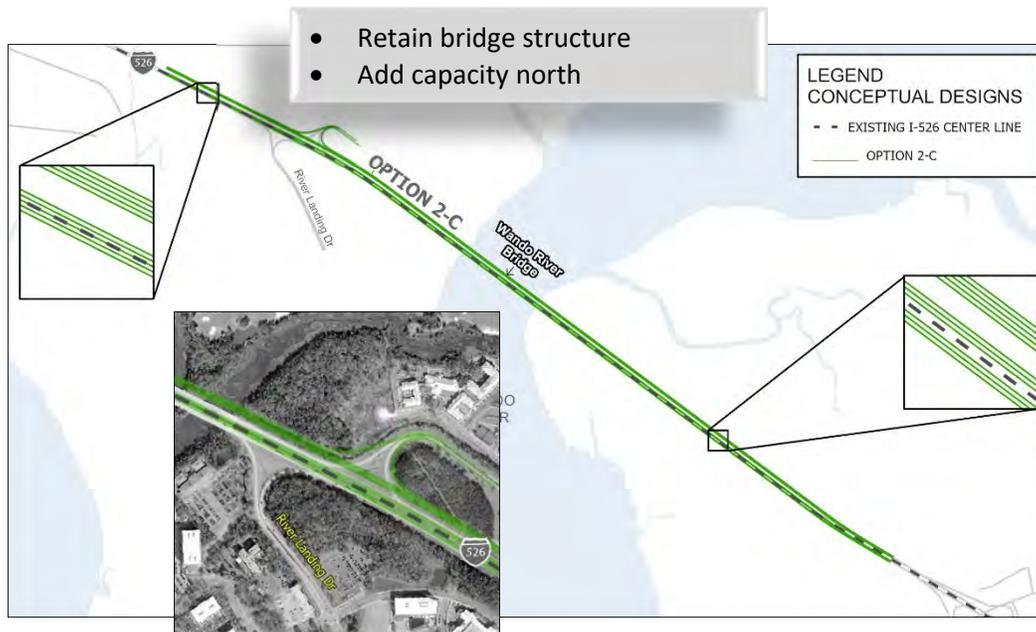 • Retain bridge structure
• Add capacity north
526
LEGEND
CONCEPTUAL DESIGNS
EXISTING I-526 CENTER LINE
OPTION 2-C
OPTION 2-C
River Landing Dr
Wando River
Bridge
DO
R
River Landing Dr
526